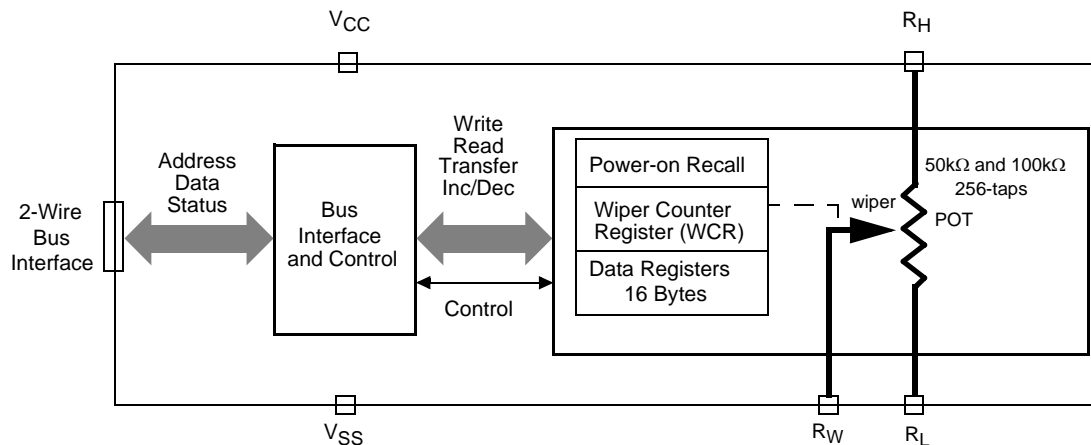 VCC
RH
Write
Read
Transfer
Inc/Dec
Address
Data
Status
2-Wire
Bus
Interface
Bus
Interface
and Control
Control
Power-on Recall
Wiper Counter
Register (WCR)
Data Registers
16 Bytes
50kΩ and 100kΩ
256-taps
wiper
POT
VSS
RW
RL